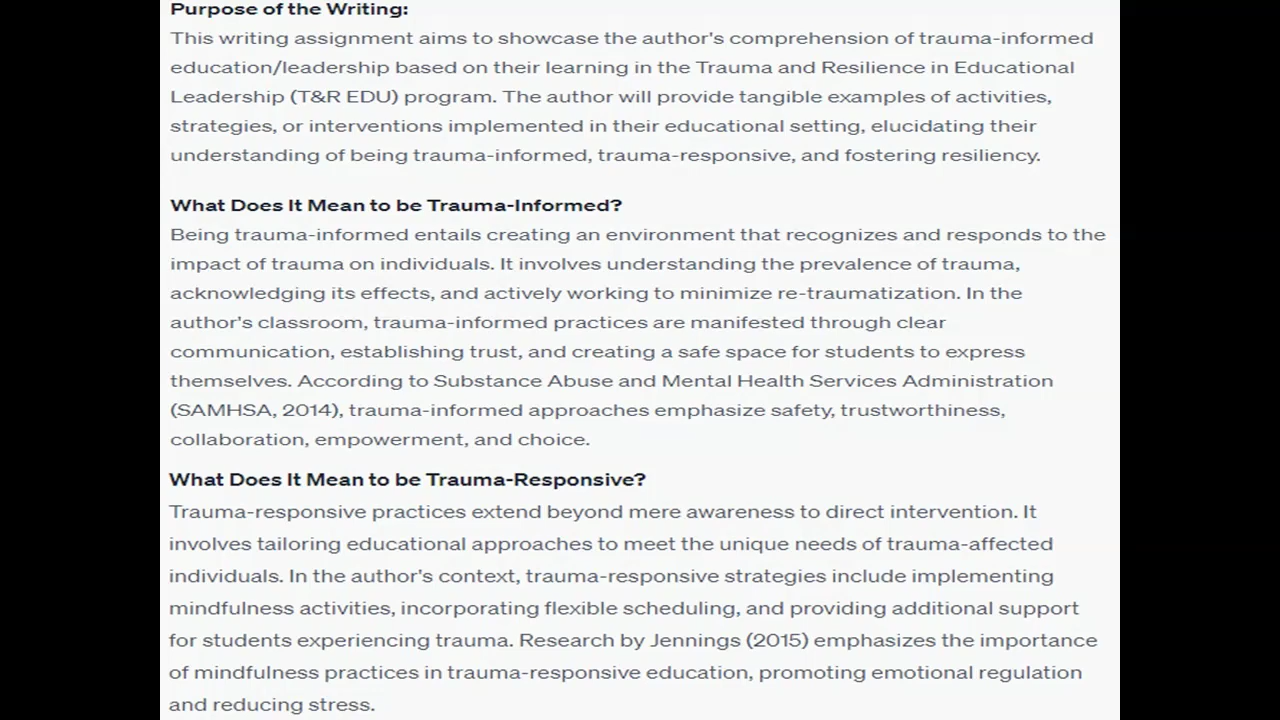 Purpose of the Writing:
This writing assignment aims to showcase the author's comprehension of trauma-informed
education/leadership based on their learning in the Trauma and Resilience in Educational
Leadership (T&R EDU) program. The author will provide tangible examples of activities,
strategies, or interventions implemented in their educational setting, elucidating their
understanding of being trauma-informed, trauma-responsive, and fostering resiliency.
What Does It Mean to be Trauma-Informed?
Being trauma-informed entails creating an environment that recognizes and responds to the
impact of trauma on individuals. It involves understanding the prevalence of trauma,
acknowledging its effects, and actively working to minimize re-traumatization. In the
author's classroom, trauma-informed practices are manifested through clear
communication, establishing trust, and creating a safe space for students to express
themselves. According to Substance Abuse and Mental Health Services Administration
(SAMHSA, 2014), trauma-informed approaches emphasize safety, trustworthiness,
collaboration, empowerment, and choice.
What Does It Mean to be Trauma-Responsive?
Trauma-responsive practices extend beyond mere awareness to direct intervention. It
involves tailoring educational approaches to meet the unique needs of trauma-affected
individuals. In the author's context, trauma-responsive strategies include implementing
mindfulness activities, incorporating flexible scheduling, and providing additional support
for students experiencing trauma. Research by Jennings (2015) emphasizes the importance
of mindfulness practices in trauma-responsive education, promoting emotional regulation
and reducing stress.